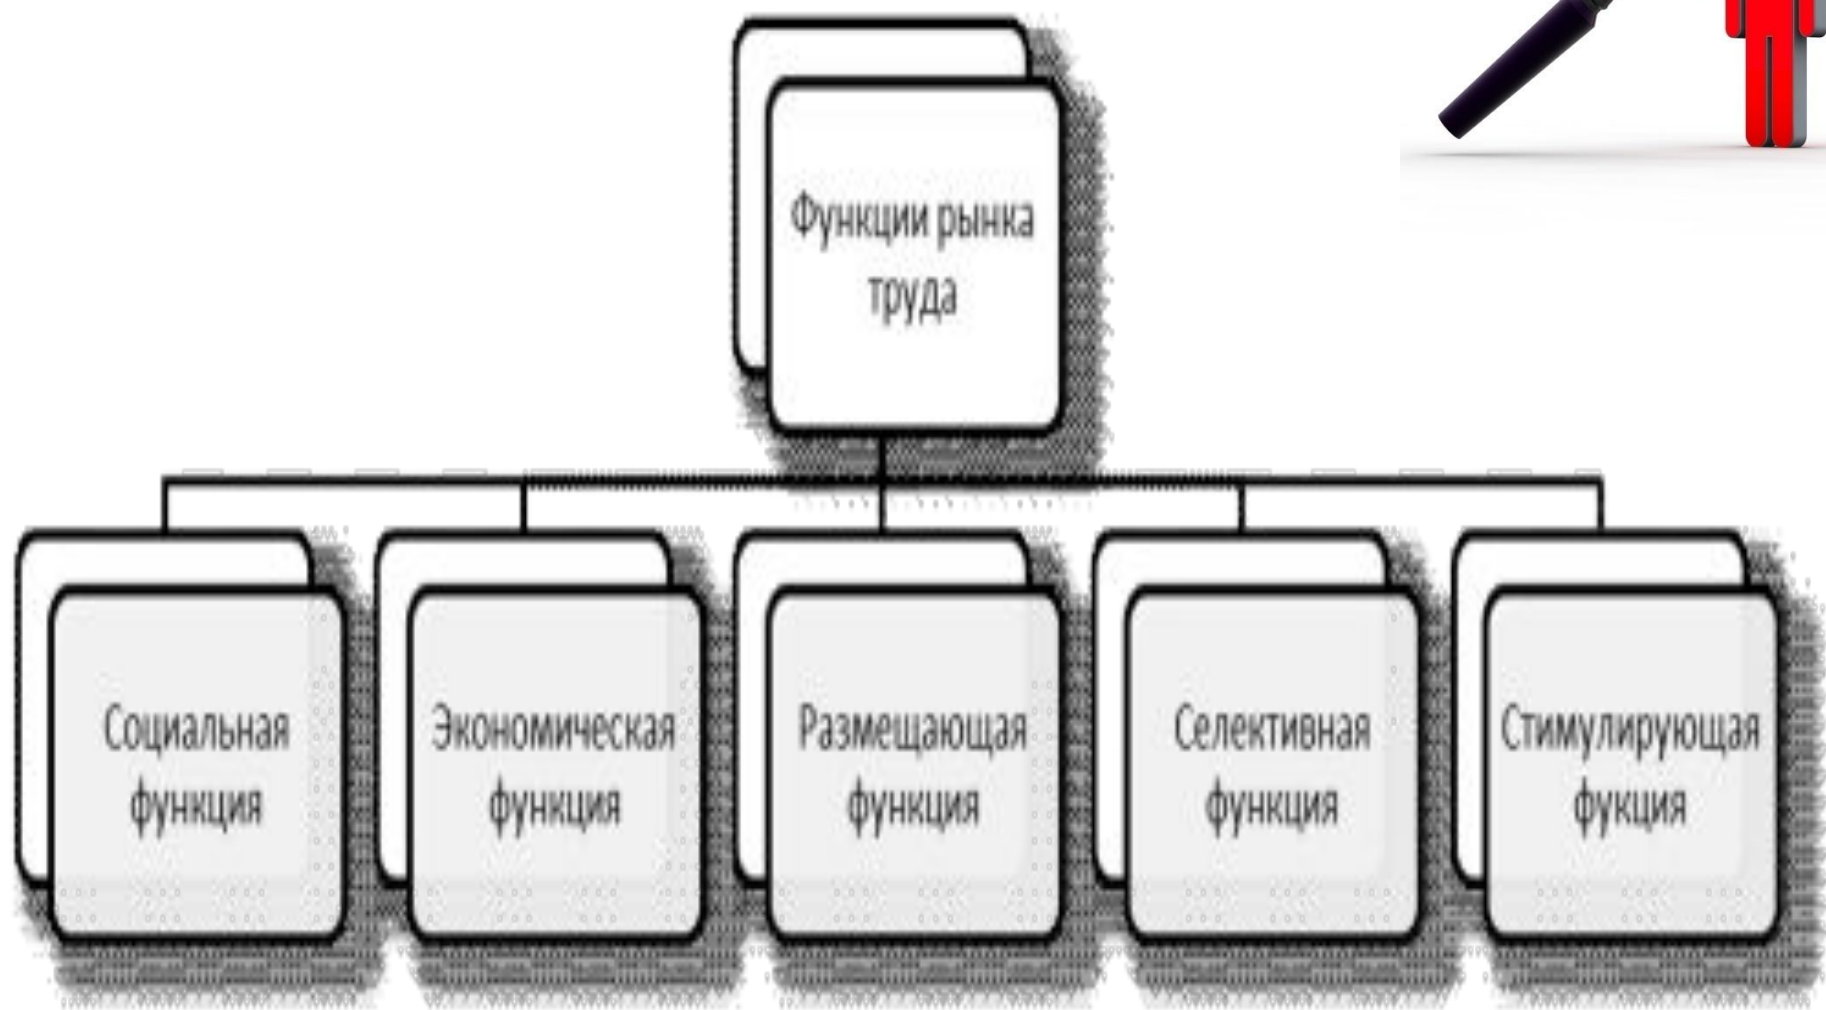 Функции рынка
труда
Социальная
функция
Экономическая
функция
Размещающая
функция
Селективная
функция
Стимулирующая
фукция